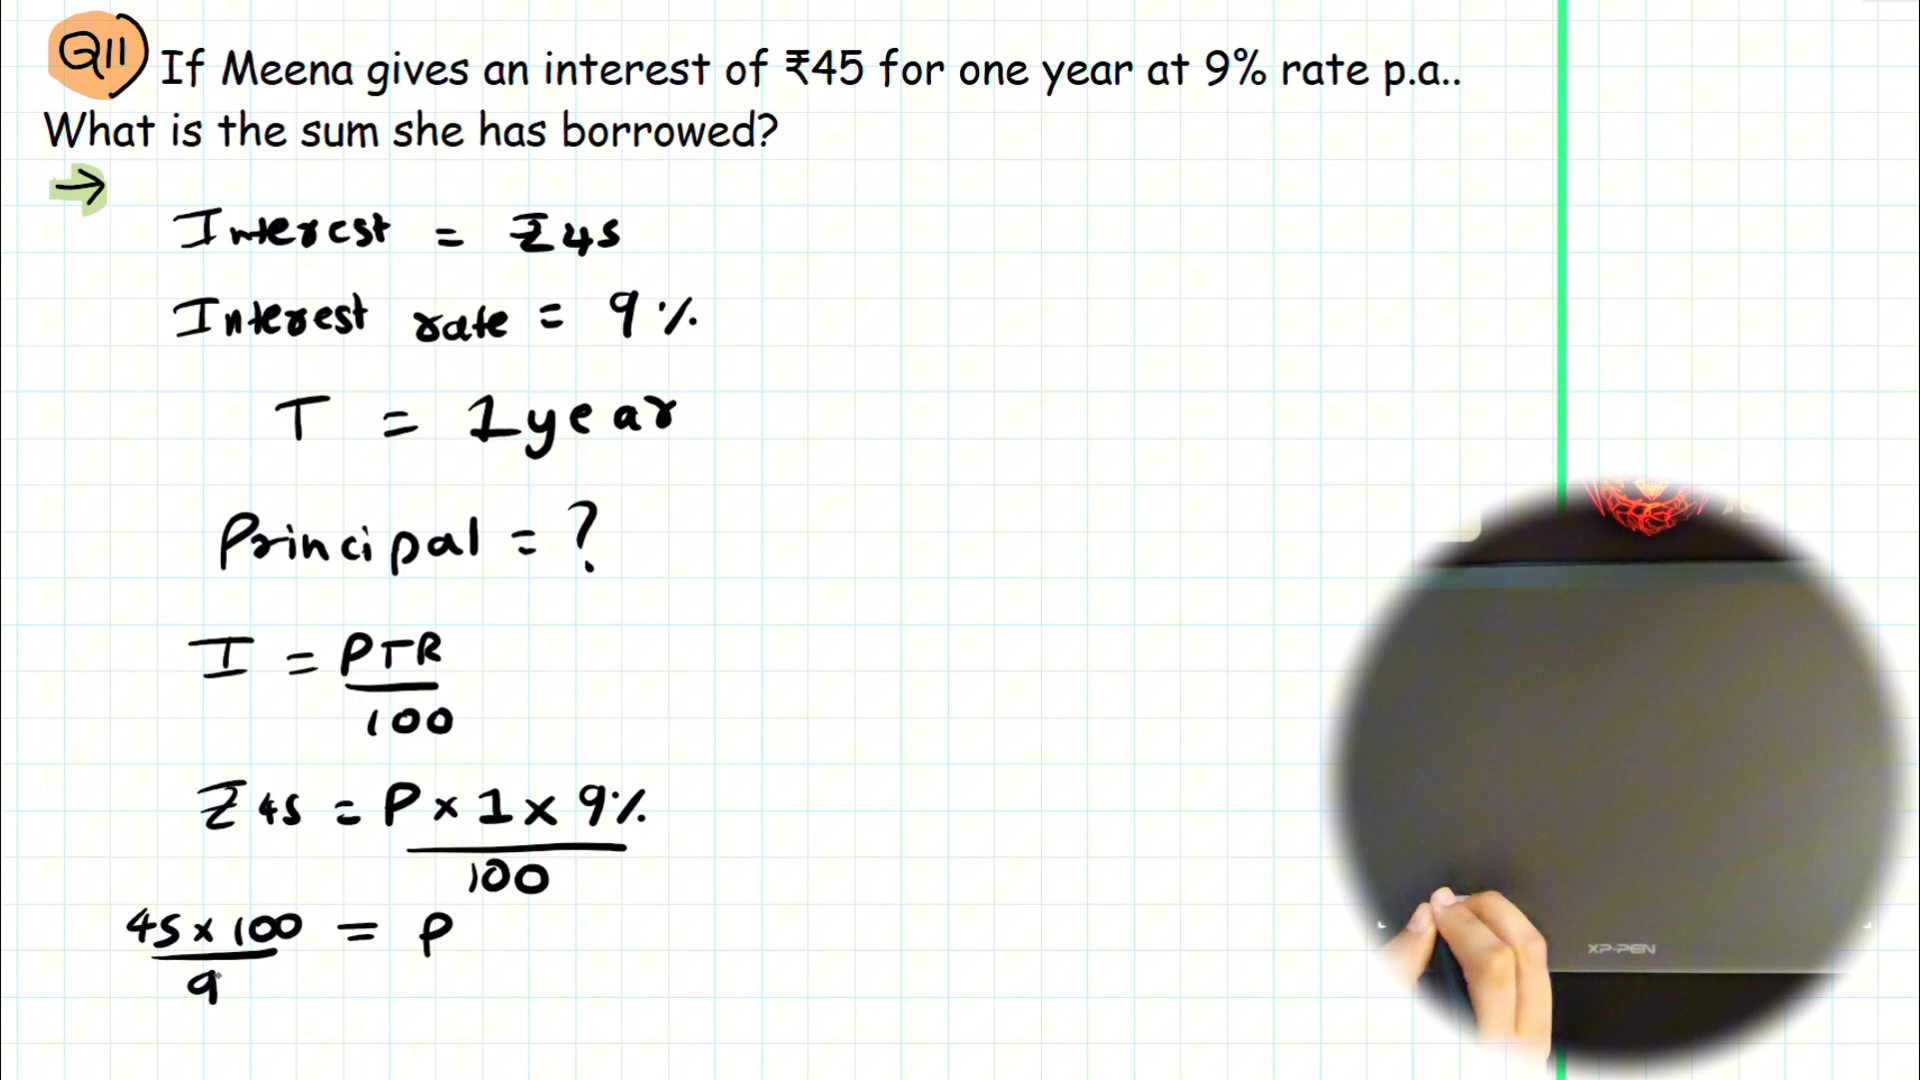 Q11 If Meena gives an interest of ₹45 for one year at 9% rate p.a..
What is the sum she has borrowed?
→
Interest = ₹45
Interest rate = 9%
T = 1year
Principal = ?
I = PTR
100
₹45 = P × 1 × 9%
100
45 × 100 = P
9
XP-PEN